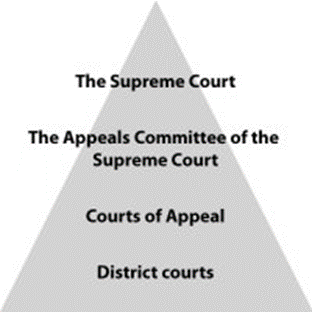 The Supreme Court
The Appeals Committee of the
Supreme Court
Courts of Appeal
District courts